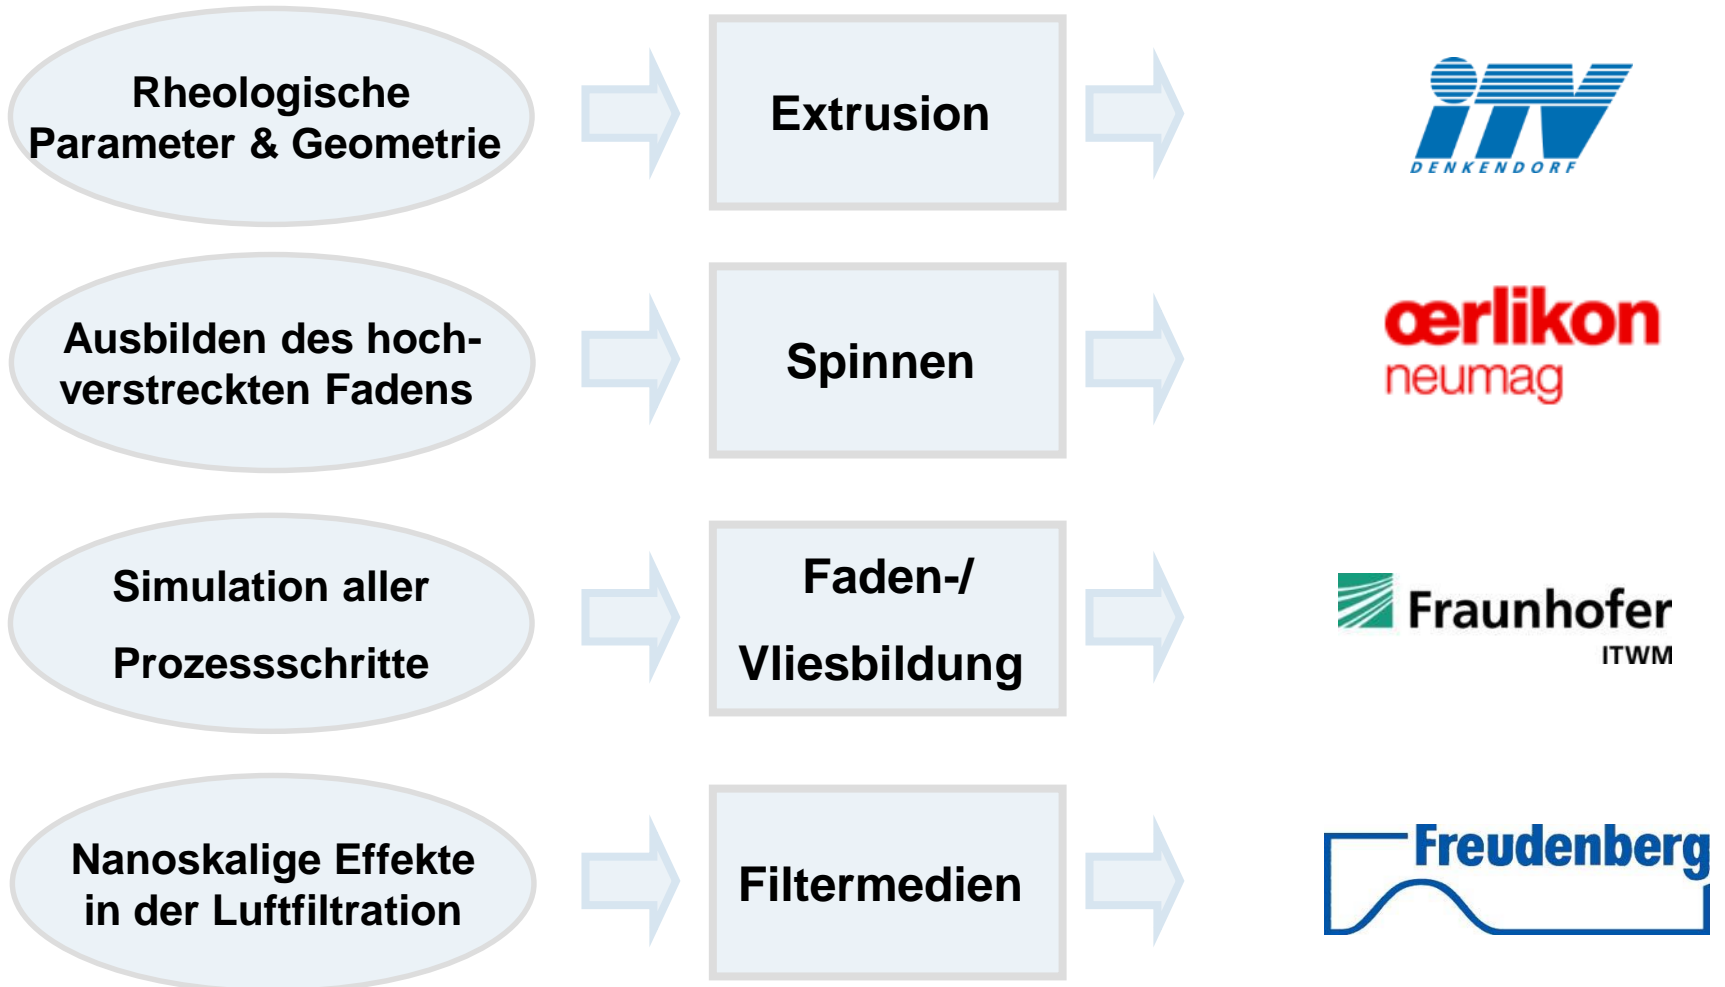 Rheologische
Parameter & Geometrie
Extrusion
iTV
DENKENDORF
Ausbilden des hoch-
verstreckten Fadens
Spinnen
œrlikon
neumag
Simulation aller
Prozessschritte
Faden-/
Vliesbildung
Fraunhofer
ITWM
Nanoskalige Effekte
in der Luftfiltration
Filtermedien
Freudenberg